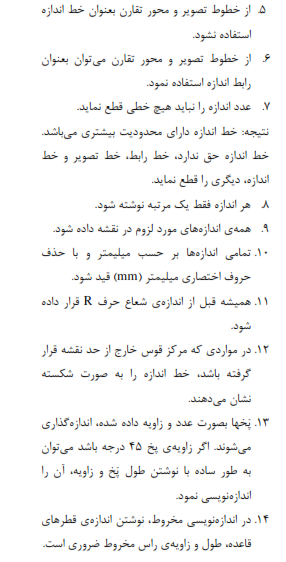 ۵. از خطوط تصویر و محور تقارن بعنوان خط اندازه
استفاده نشود.
۶. از خطوط تصویر و محور تقارن می‌توان بعنوان
رابط اندازه استفاده نمود.
۷. عدد اندازه را نباید هیچ خطی قطع نماید.
نتیجه: خط اندازه دارای محدودیت بیشتری می‌باشد.
خط اندازه حق ندارد، خط رابط، خط تصویر و خط
اندازه، دیگری را قطع نماید.
۸. هر اندازه فقط یک مرتبه نوشته شود.
۹. همه‌ی اندازه‌های مورد لزوم در نقشه داده شود.
۱۰. تمامی اندازه‌ها بر حسب میلیمتر و با حذف
حروف اختصاری میلیمتر (mm) قید شود.
۱۱. همیشه قبل از اندازه‌ی شعاع حرف R قرار داده
شود.
۱۲. در مواردی که مرکز قوس خارج از حد نقشه قرار
گرفته باشد، خط اندازه را به صورت شکسته
نشان می‌دهند.
۱۳. پَخها بصورت عدد و زاویه داده شده، اندازه‌گذاری
می‌شوند. اگر زاویه‌ی پخ ۴۵ درجه باشد می‌توان
به طور ساده با نوشتن طول پَخ و زاویه، آن را
اندازه‌نویسی نمود.
۱۴. در اندازه‌نویسی مخروط، نوشتن اندازه‌ی قطرهای
قاعده، طول و زاویه‌ی راس مخروط ضروری است.